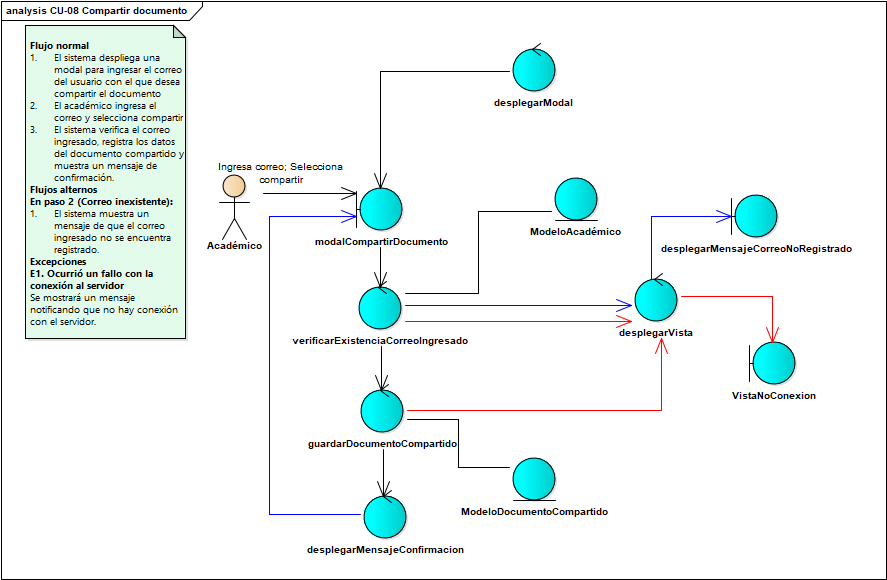 analysis CU-08 Compartir documento
Flujo normal
1. El sistema despliega una
modal para ingresar el correo
del usuario con el que desea
compartir el documento
2. El académico ingresa el
correo y selecciona compartir
3. El sistema verifica el correo
ingresado, registra los datos
del documento compartido y
muestra un mensaje de
confirmación.
Flujos alternos
En paso 2 (Correo inexistente):
1. El sistema muestra un
mensaje de que el correo
ingresado no se encuentra
registrado.
Excepciones
E1. Ocurrió un fallo con la
conexión al servidor
Se mostrará un mensaje
notificando que no hay conexión
con el servidor.
desplegarModal
Ingresa correo; Selecciona
compartir
Académico
modalCompartirDocumento
ModeloAcadémico
desplegarMensajeCorreoNoRegistrado
verificarExistenciaCorreoIngresado
desplegarVista
VistaNoConexion
guardarDocumentoCompartido
ModeloDocumentoCompartido
desplegarMensajeConfirmacion